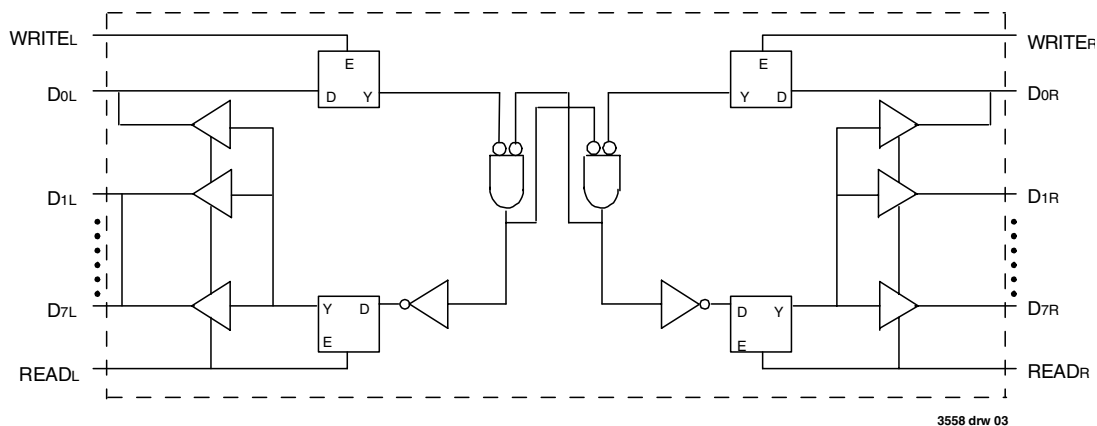 WRITEL
WRITER
E
E
D0L
D Y
Y D
D0R
D1L
D1R
D7L
Y D
D Y
D7R
E
E
READL
READR
3558 drw 03